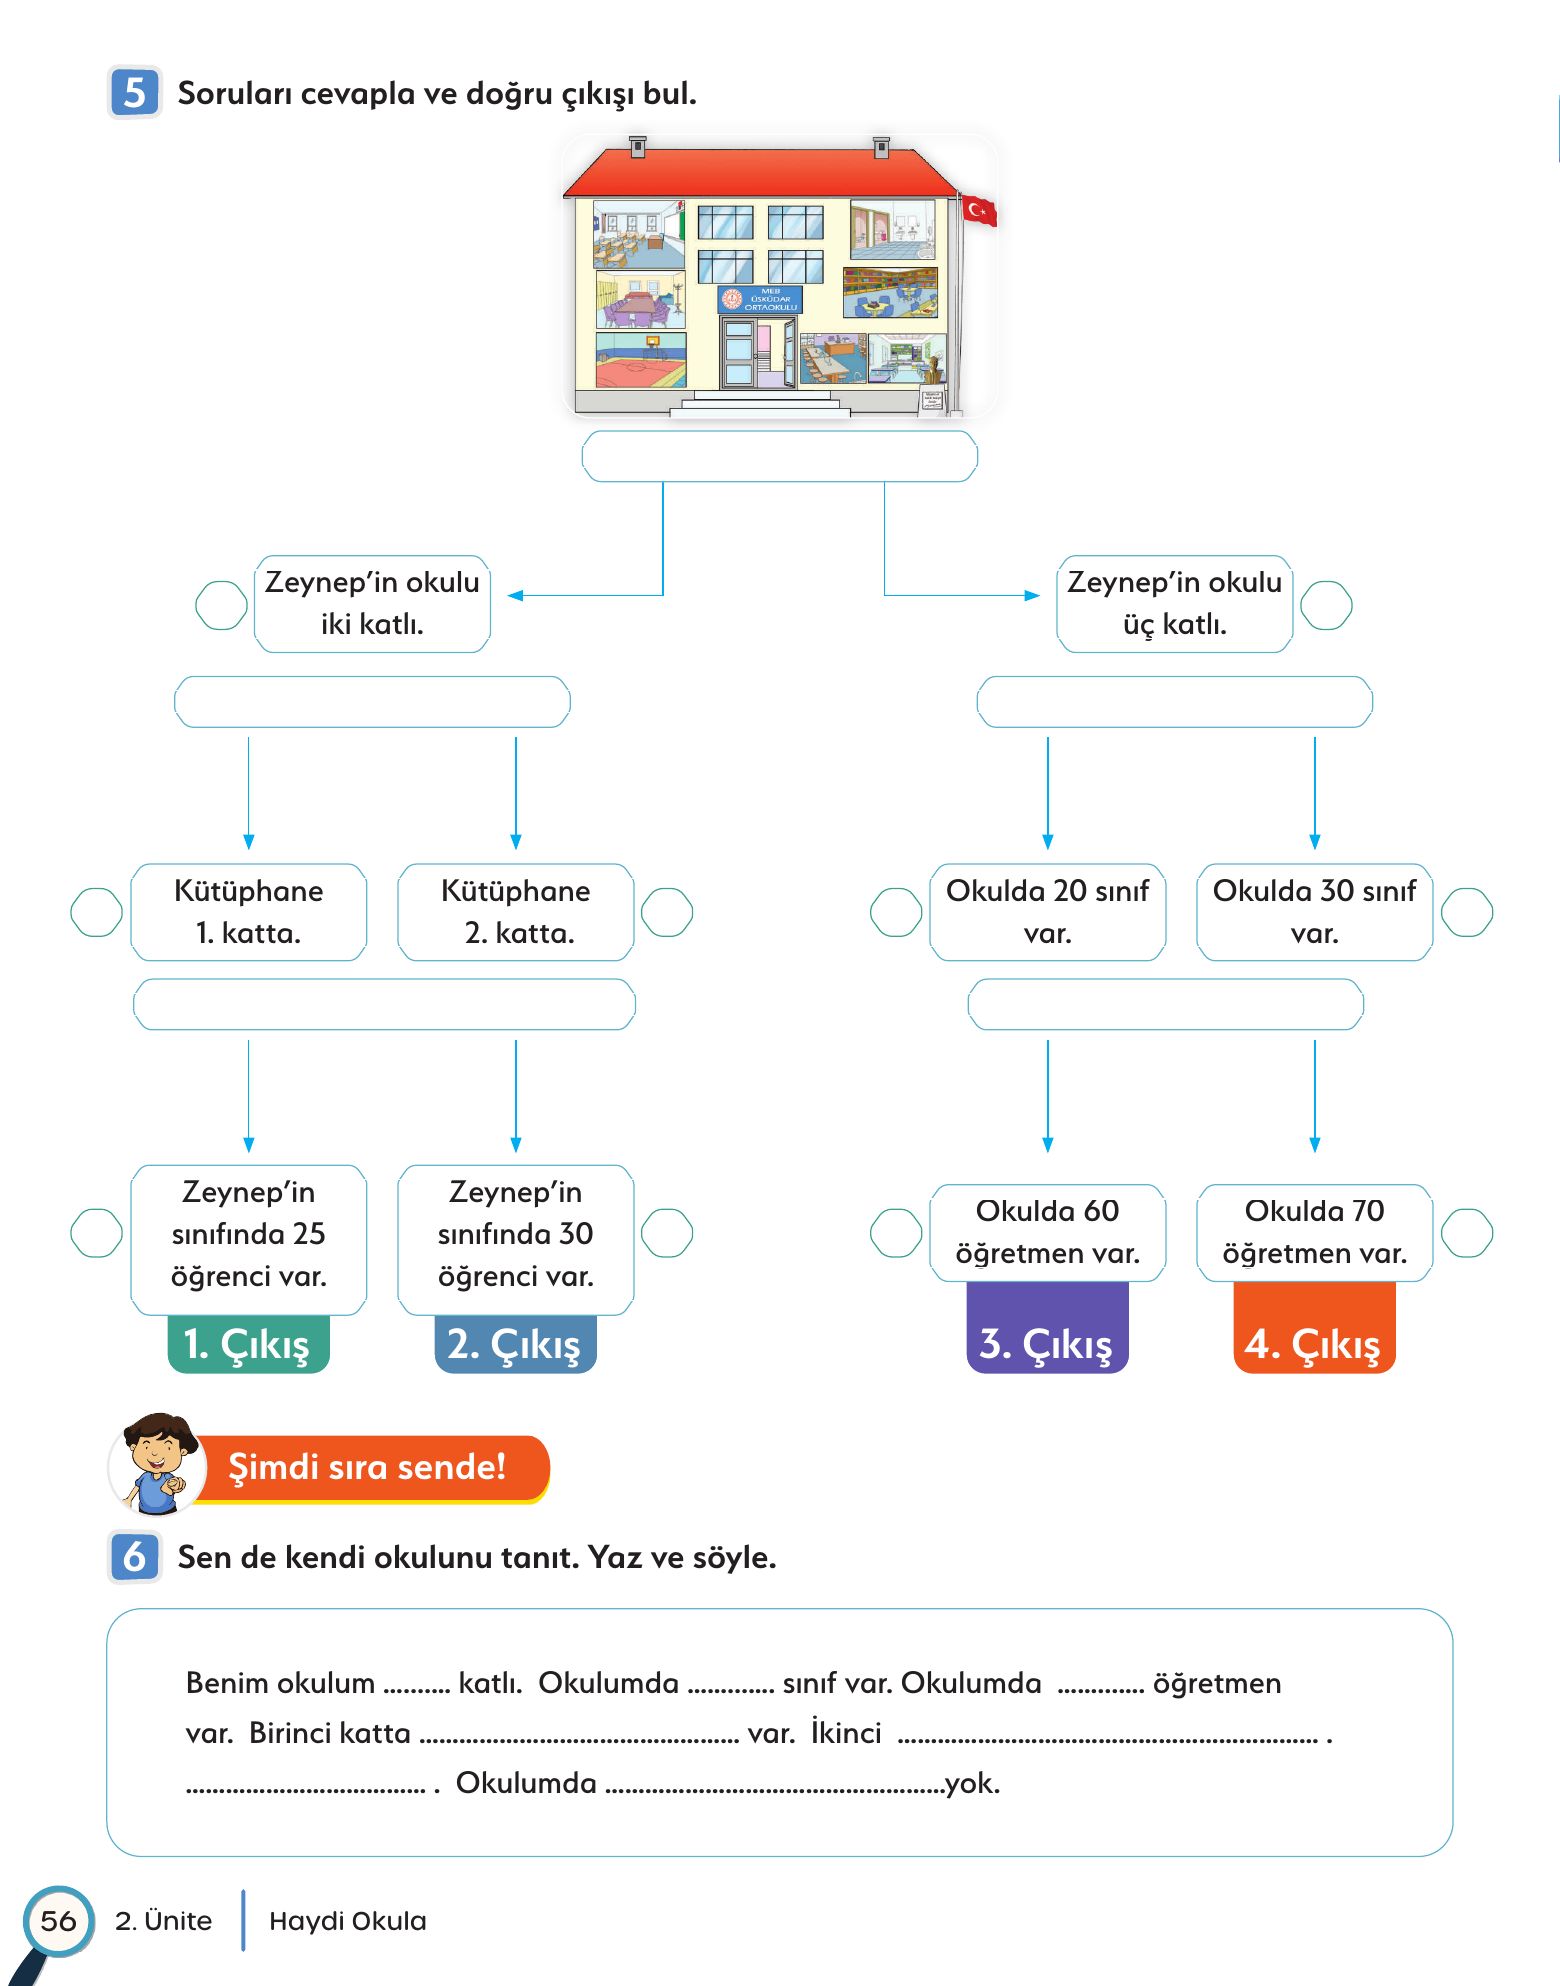 5 Soruları cevapla ve doğru çıkışı bul.
MEB
ÜSKÜDAR
ORTAOKULU
Zeynep’in okulu
iki katlı.
Zeynep’in okulu
üç katlı.
Kütüphane
1. katta.
Kütüphane
2. katta.
Okulda 20 sınıf
var.
Okulda 30 sınıf
var.
Zeynep’in
sınıfında 25
öğrenci var.
Zeynep’in
sınıfında 30
öğrenci var.
Okulda 60
öğretmen var.
Okulda 70
öğretmen var.
1. Çıkış
2. Çıkış
3. Çıkış
4. Çıkış
Şimdi sıra sende!
6 Sen de kendi okulunu tanıt. Yaz ve söyle.
Benim okulum .......... katlı. Okulumda ............. sınıf var. Okulumda ............. öğretmen
var. Birinci katta ................................................ var. İkinci ............................................................... .
.................................... . Okulumda ...................................................yok.
56 2. Ünite Haydi Okula